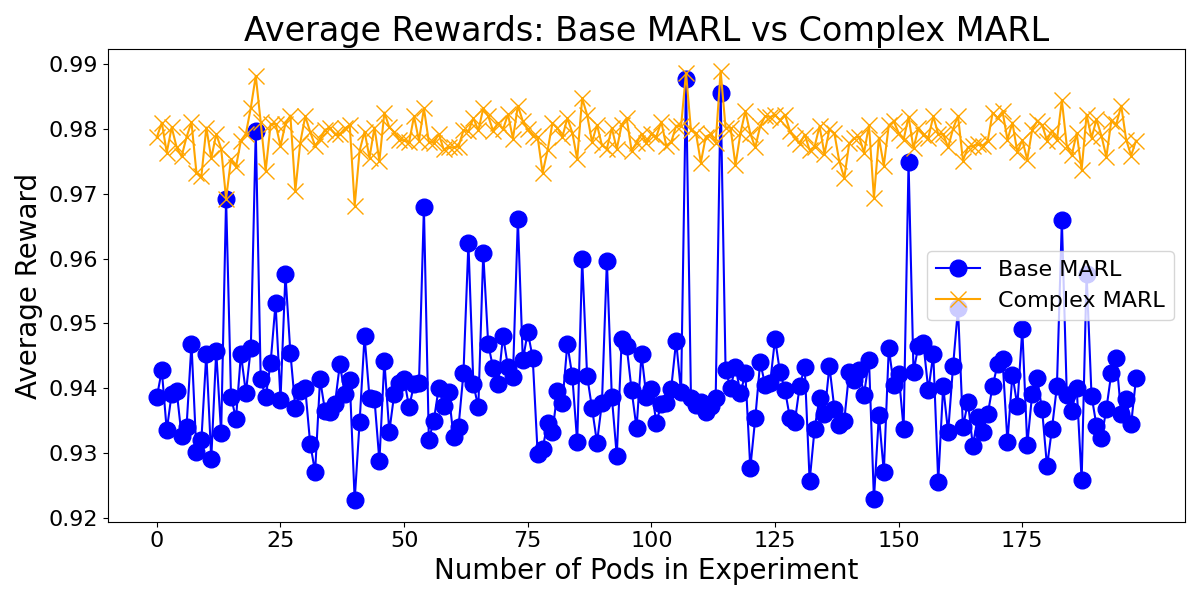 Average Rewards: Base MARL vs Complex MARL
0.99
0.98
0.97
0.96
0.95
0.94
0.93
0.92
Average Reward
Base MARL
Complex MARL
0 25 50 75 100 125 150 175
Number of Pods in Experiment